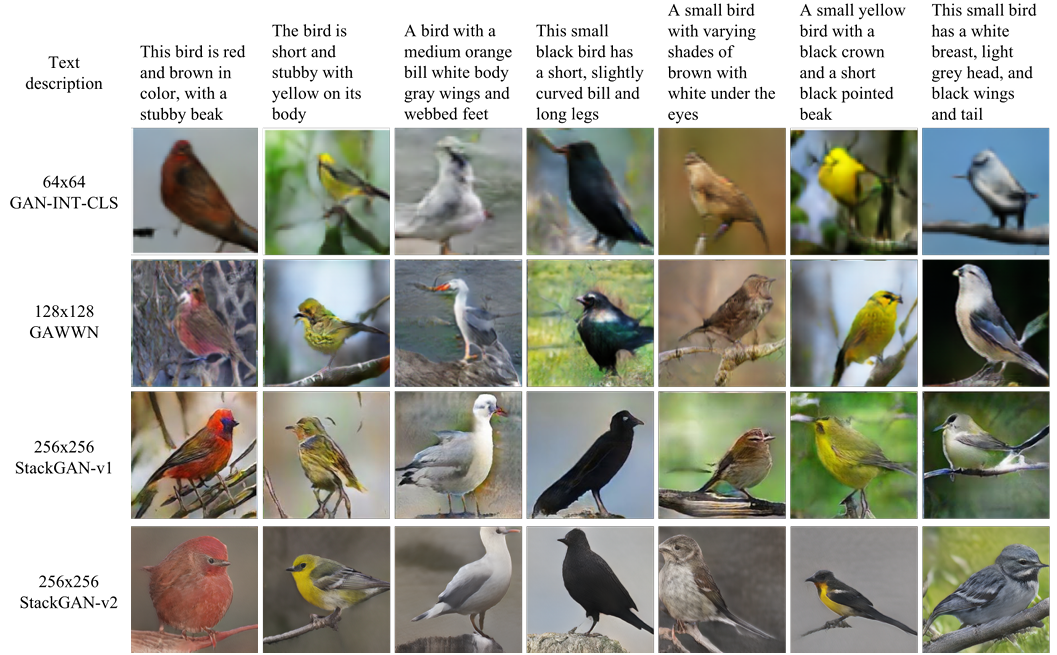 Text
description
This bird is red
and brown in
color, with a
stubby beak
The bird is
short and
stubby with
yellow on its
body
A bird with a
medium orange
bill white body
gray wings and
webbed feet
This small
black bird has
a short, slightly
curved bill and
long legs
A small bird
with varying
shades of
brown with
white under the
eyes
A small yellow
bird with a
black crown
and a short
black pointed
beak
This small bird
has a white
breast, light
grey head, and
black wings
and tail
64x64
GAN-INT-CLS
128x128
GAWWN
256x256
StackGAN-v1
256x256
StackGAN-v2